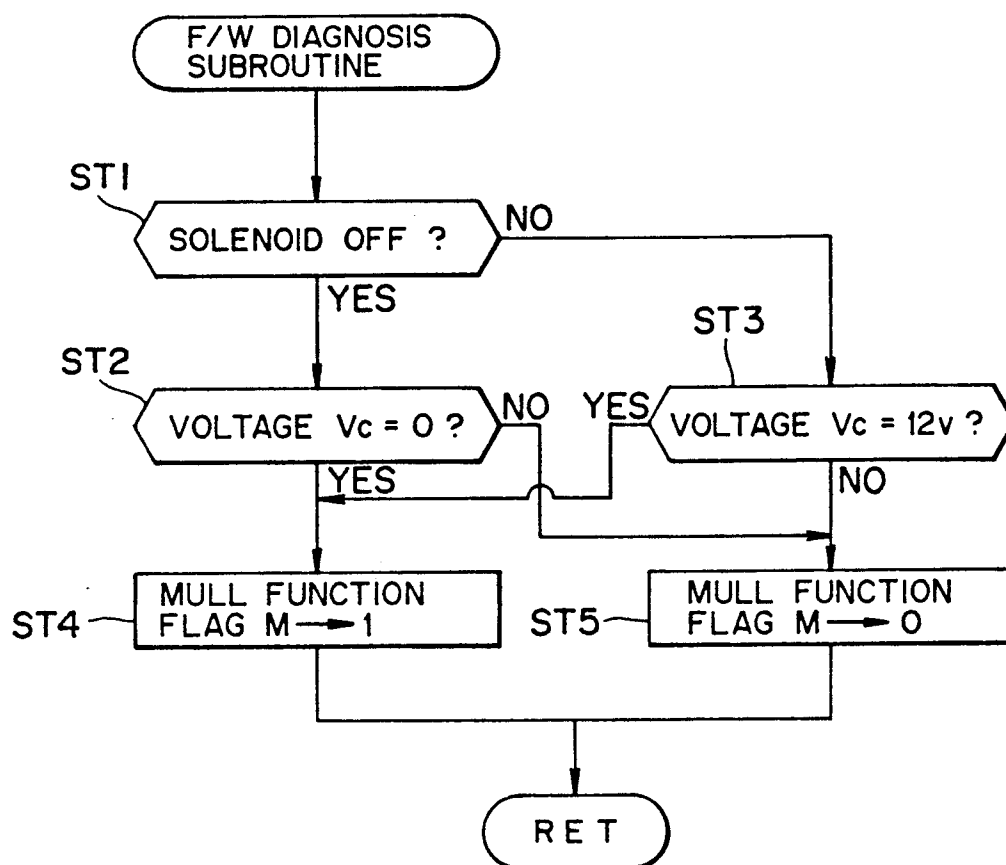 F/W DIAGNOSIS
SUBROUTINE
ST1
SOLENOID OFF ?
NO
YES
ST3
ST2
VOLTAGE Vc = 0 ?
NO
YES
VOLTAGE Vc = 12v ?
YES
NO
MULL FUNCTION
FLAG M → 1
ST4
MULL FUNCTION
FLAG M → 0
ST5
RET